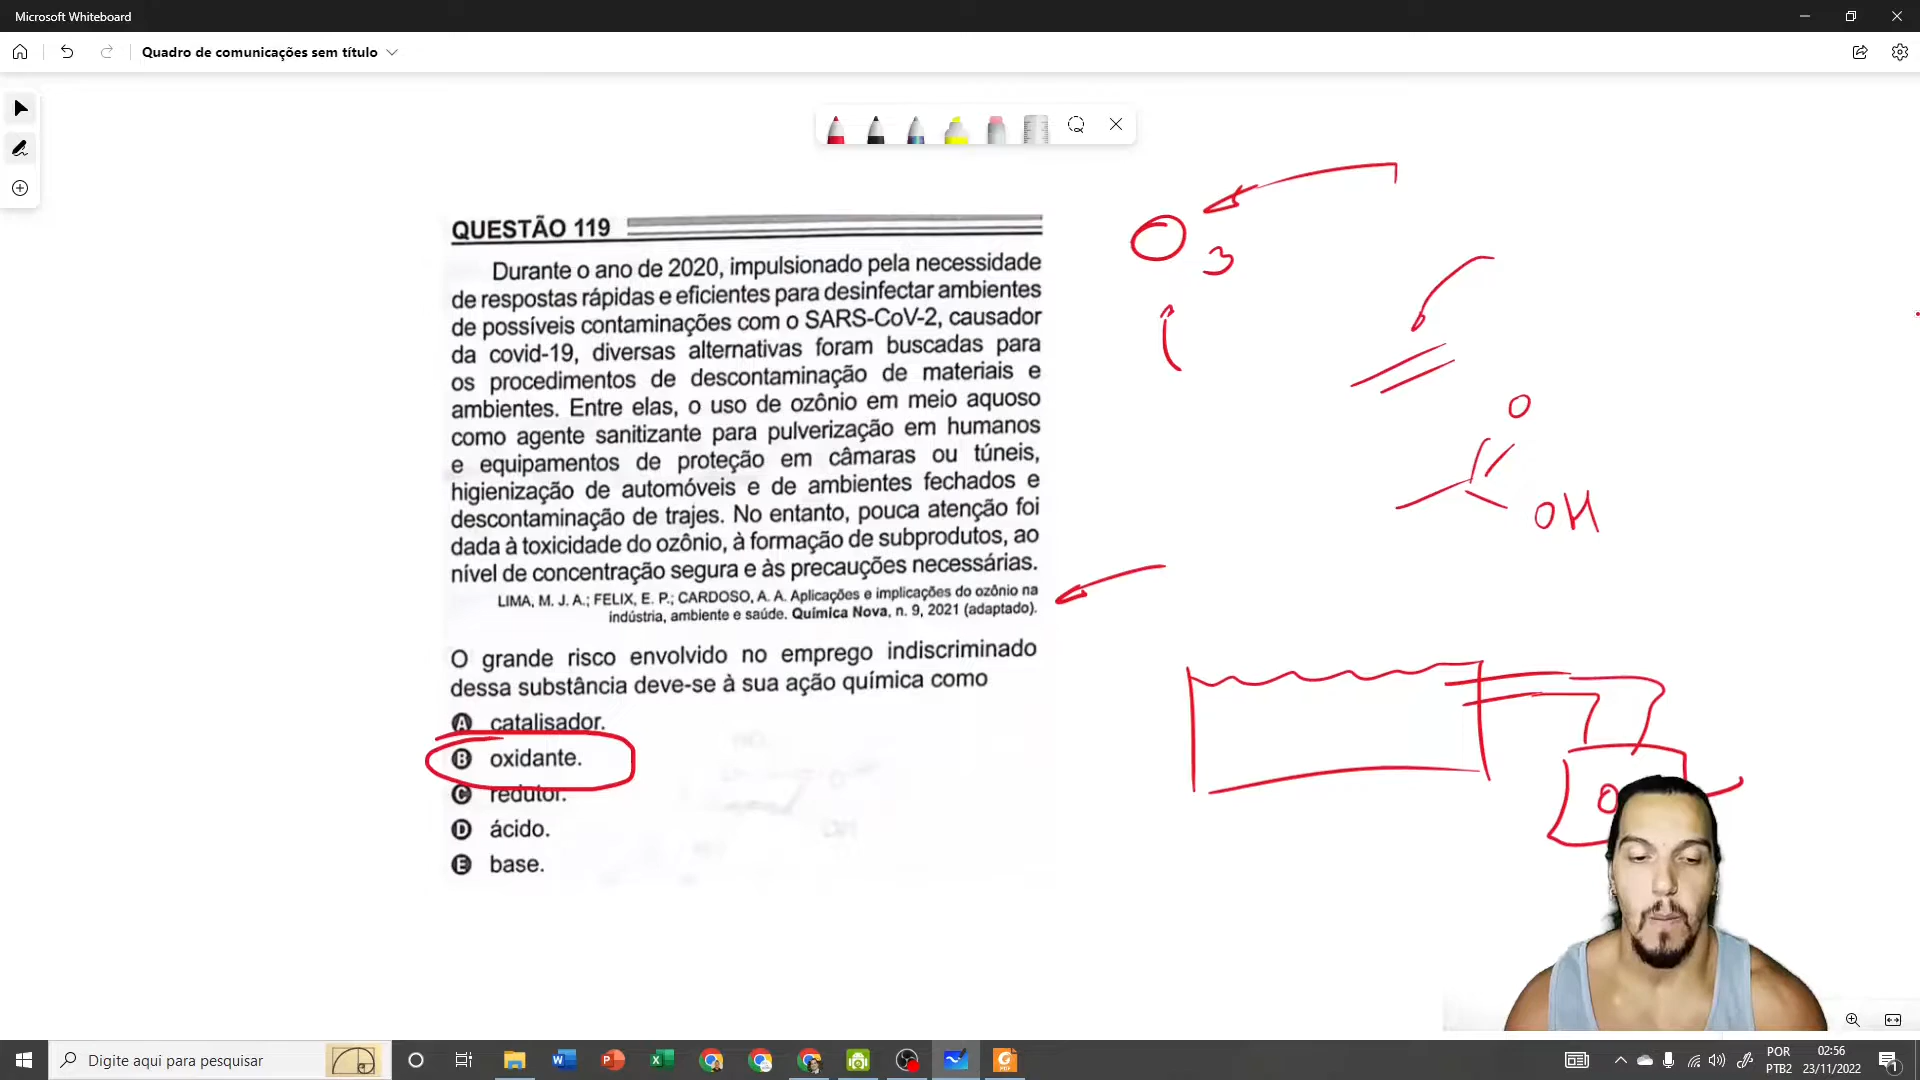 Microsoft Whiteboard
Quadro de comunicações sem título
QUESTÃO 119
Durante o ano de 2020, impulsionado pela necessidade
de respostas rápidas e eficientes para desinfectar ambientes
de possíveis contaminações com o SARS-CoV-2, causador
da covid-19, diversas alternativas foram buscadas para
os procedimentos de descontaminação de materiais e
ambientes. Entre elas, o uso de ozônio em meio aquoso
como agente sanitizante para pulverização em humanos
e equipamentos de proteção em câmaras ou túneis,
higienização de automóveis e de ambientes fechados e
descontaminação de trajes. No entanto, pouca atenção foi
dada à toxicidade do ozônio, à formação de subprodutos, ao
nível de concentração segura e às precauções necessárias.
LIMA, M. J. A.; FELIX, E. P.; CARDOSO, A. A. Aplicações e implicações do ozônio na
indústria, ambiente e saúde. Química Nova, n. 9, 2021 (adaptado).
O grande risco envolvido no emprego indiscriminado
dessa substância deve-se à sua ação química como
A catalisador.
B oxidante.
C redutor.
D ácido.
E base.
O3
O
OH
O
Digite aqui para pesquisar
POR
PTB2
02:56
23/11/2022
1